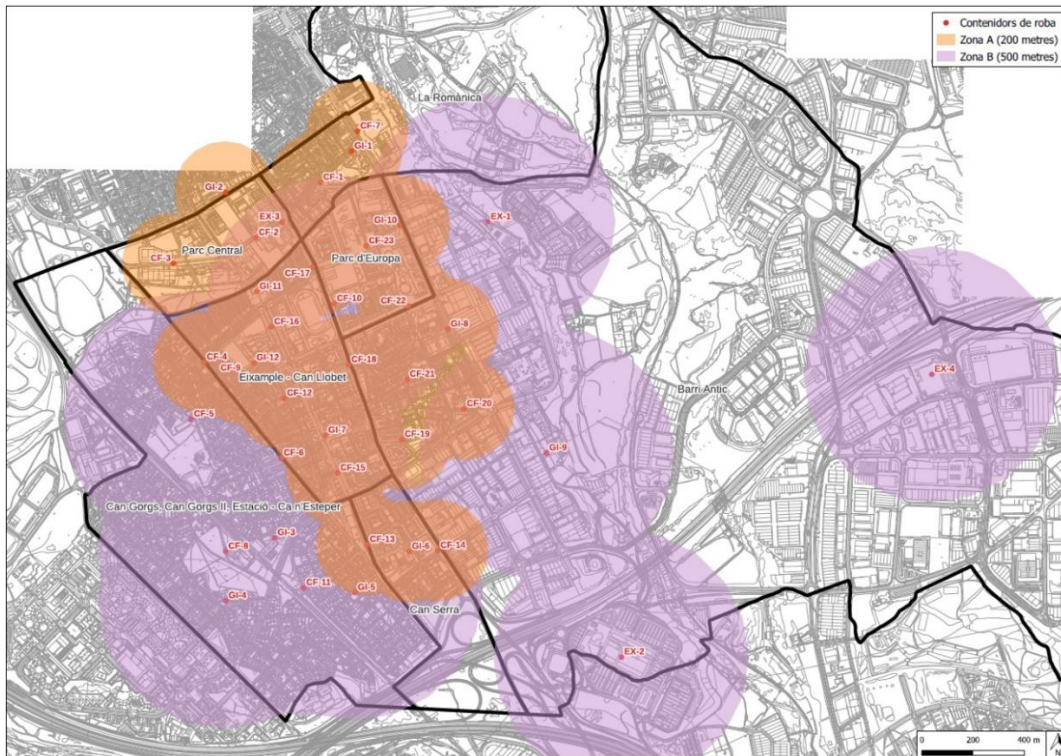 Contenidors de roba
Zona A (200 metres)
Zona B (500 metres)
La Romànica
CF-7
GI-1
CF-1
GI-2
EX-3
GI-10
EX-1
CF-2
CF-23
Parc Central
Parc d'Europa
CF-3
CF-17
GI-11
CF-10
CF-22
CF-16
GI-8
CF-4
GI-12
CF-18
CF-9
EX-4
Eixample - Can Llobet
CF-21
Barri Antic
CF-12
CF-20
CF-5
GI-7
CF-19
CF-6
GI-9
CF-15
Can Gorgs, Can Gorgs II, Estació - Ca n'Esteper
GI-3
CF-13
CF-8
GI-6
CF-14
CF-11
GI-5
GI-4
Can Serra
EX-2
0 200 400 m